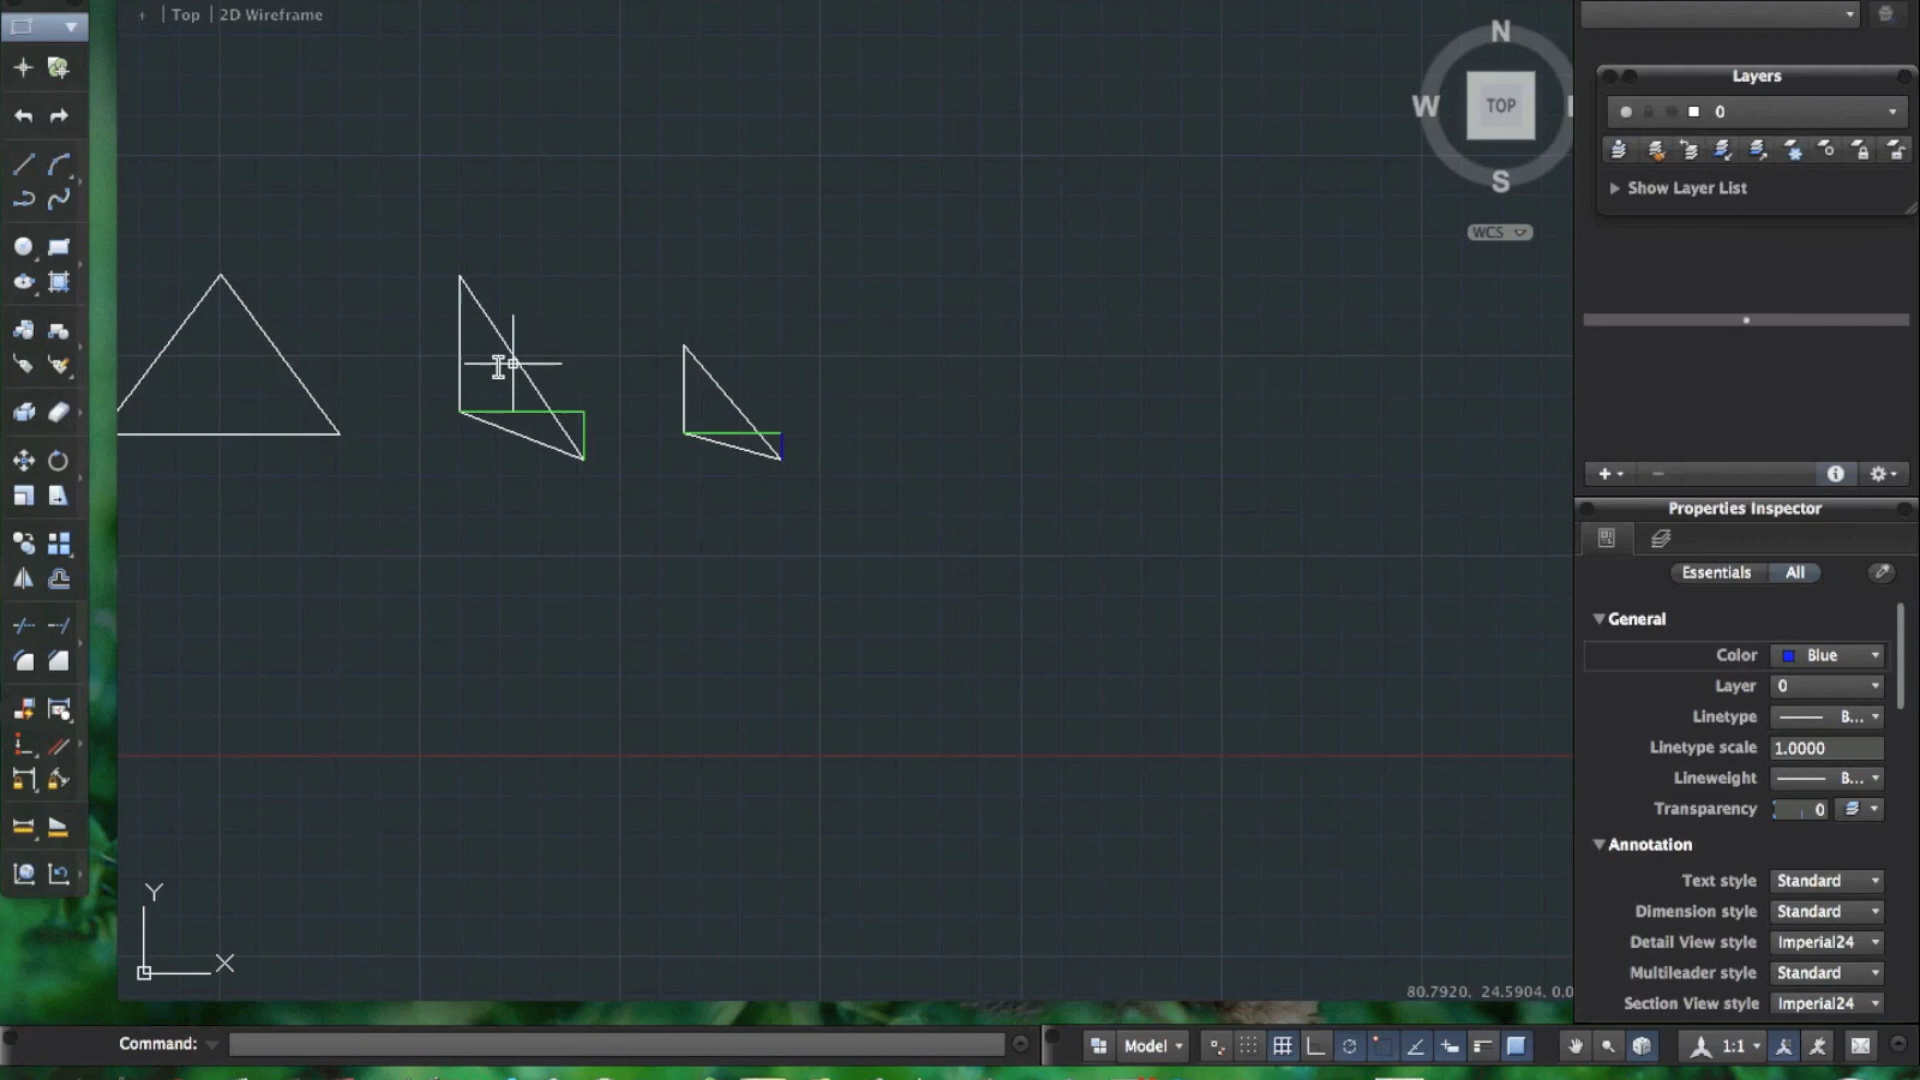 + | Top | 2D Wireframe
N
W
TOP
S
WCS
Y
X
80.7920, 24.5904, 0.0
Layers
0
Show Layer List
Properties Inspector
Essentials
All
General
Color Blue
Layer 0
Linetype B...
Linetype scale 1.0000
Lineweight B...
Transparency 0
Annotation
Text style Standard
Dimension style Standard
Detail View style Imperial24
Multileader style Standard
Section View style Imperial24
Command:
Model
1:1